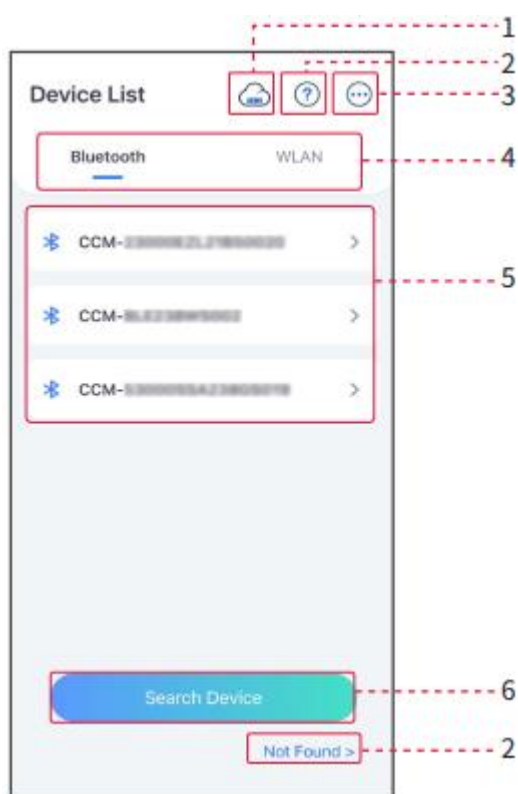 1
2
Device List ? 3
Bluetooth WLAN 4
CCM- >
5
CCM- >
CCM- >
Search Device 6
Not Found > 2